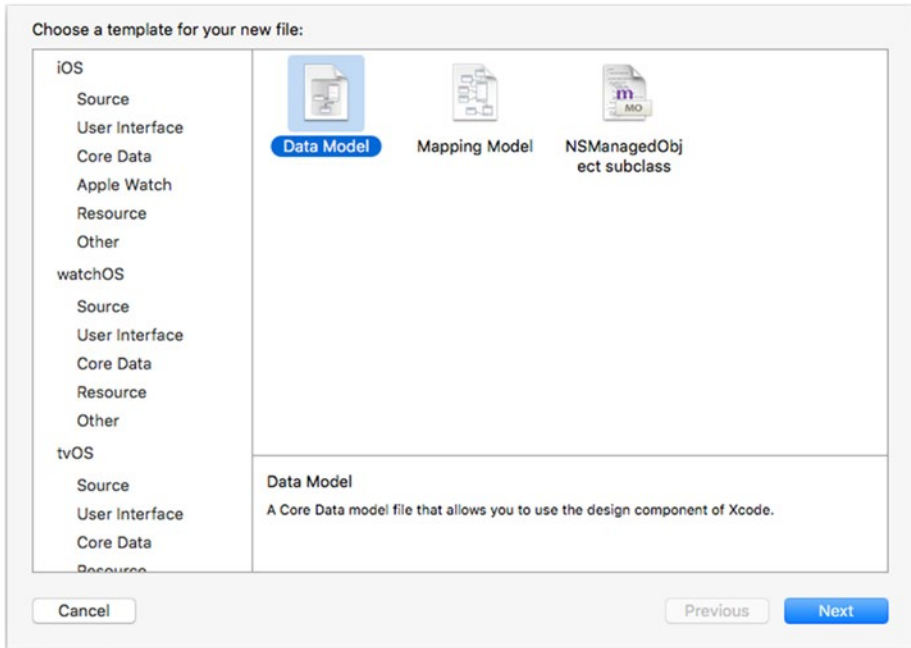 Choose a template for your new file:
iOS
Source
User Interface
Core Data
Apple Watch
Resource
Other
watchOS
Source
User Interface
Core Data
Resource
Other
tvOS
Source
User Interface
Core Data
Resource
Data Model
Mapping Model
m
MO
NSManagedObj
ect subclass
Data Model
A Core Data model file that allows you to use the design component of Xcode.
Cancel
Previous
Next